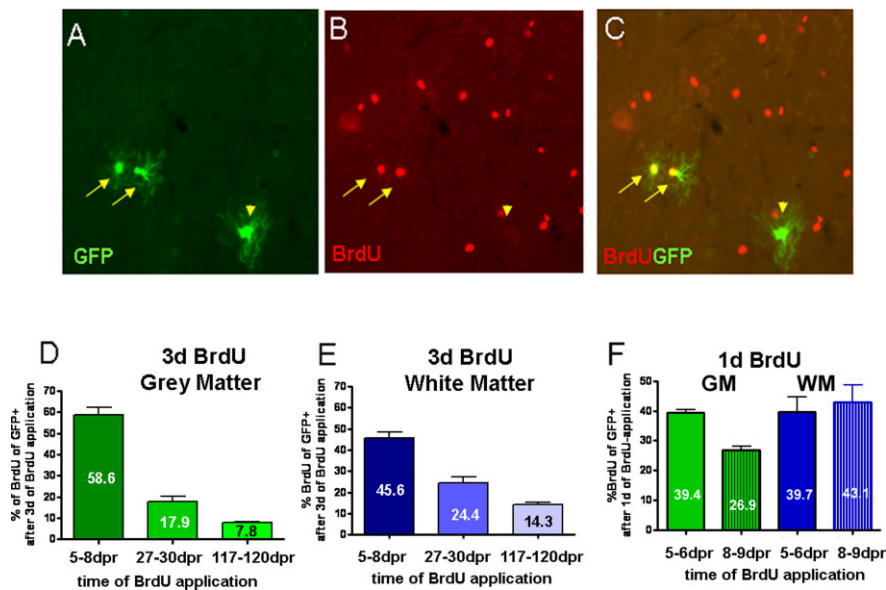 A
B
C
GFP
BrdU
BrdUGFP
D
3d BrdU
Grey Matter
% of BrdU of GFP+
after 3d of BrdU application
70
60
50
40
30
20
10
0
58.6
17.9
7.8
5-8dpr
27-30dpr
117-120dpr
time of BrdU application
E
3d BrdU
White Matter
% BrdU of GFP+
after 3d of BrdU application
70
60
50
40
30
20
10
0
45.6
24.4
14.3
5-8dpr
27-30dpr
117-120dpr
time of BrdU application
F
1d BrdU
GM
WM
%BrdU of GFP+
after 1d of BrdU-application
50
40
30
20
10
0
39.4
26.9
39.7
43.1
5-6dpr
8-9dpr
5-6dpr
8-9dpr
time of BrdU application